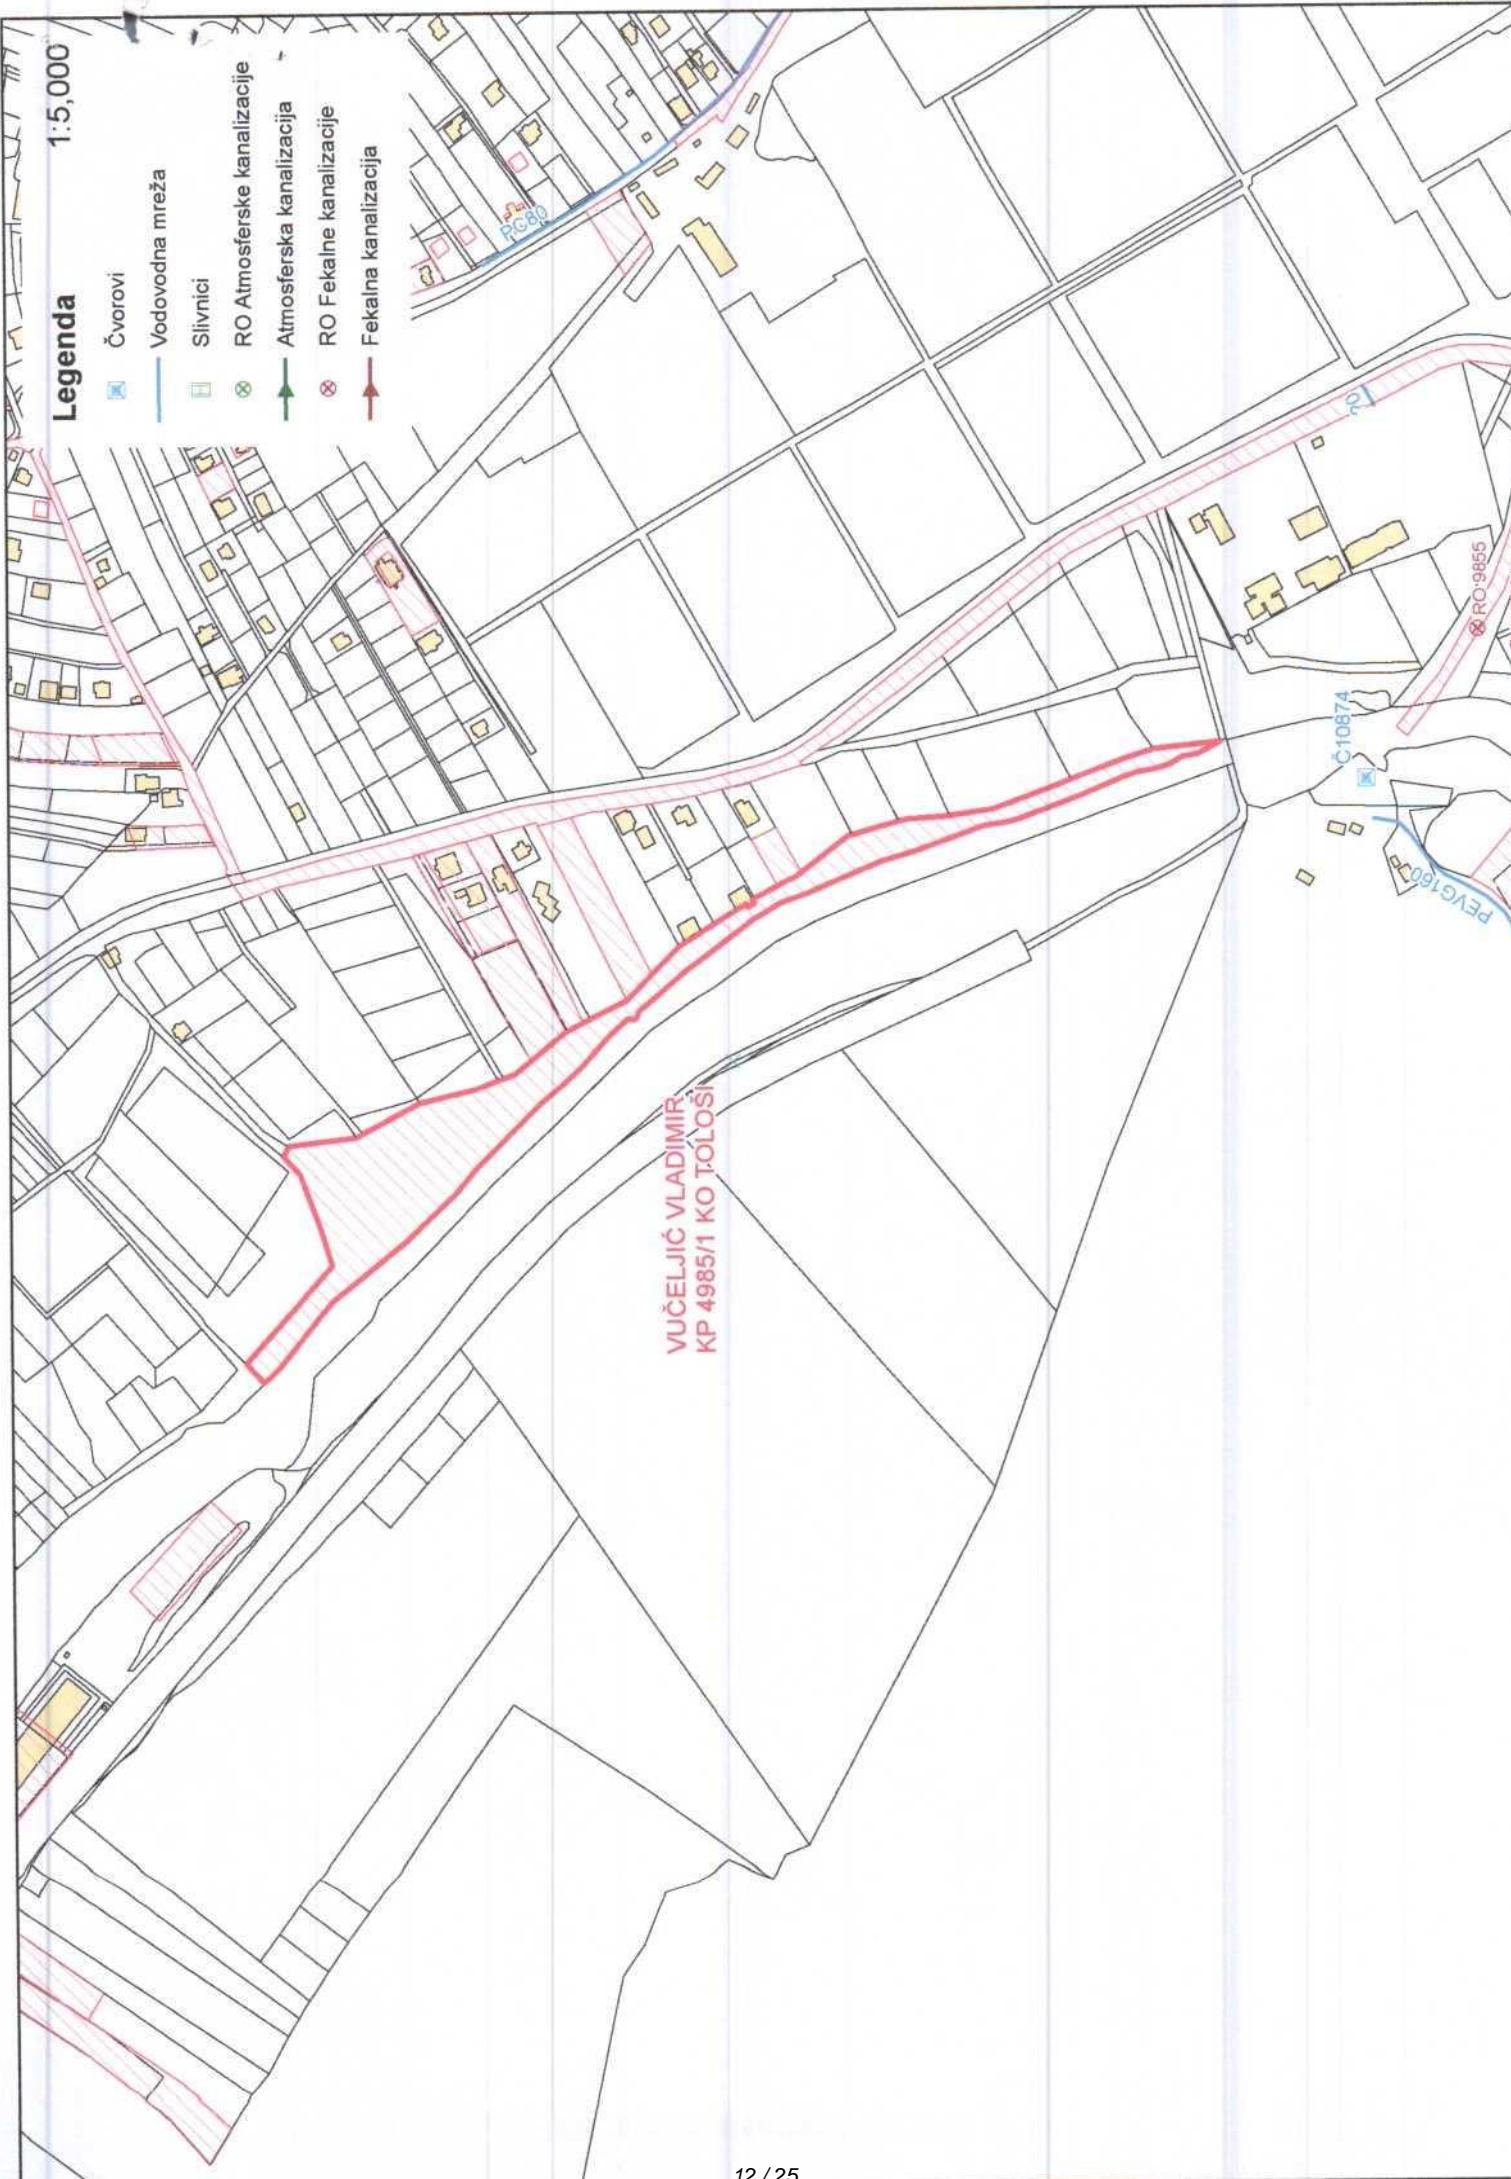 Legenda
1:5,000
Čvorovi
Vodovodna mreža
Slivnici
RO Atmosferske kanalizacije
Atmosferska kanalizacija
RO Fekalne kanalizacije
Fekalna kanalizacija
PG80
VUČELJIĆ VLADIMIR
KP 4985/1 KO TOLOŠI
Č10874
PEVG160
RO 9855
12 / 25